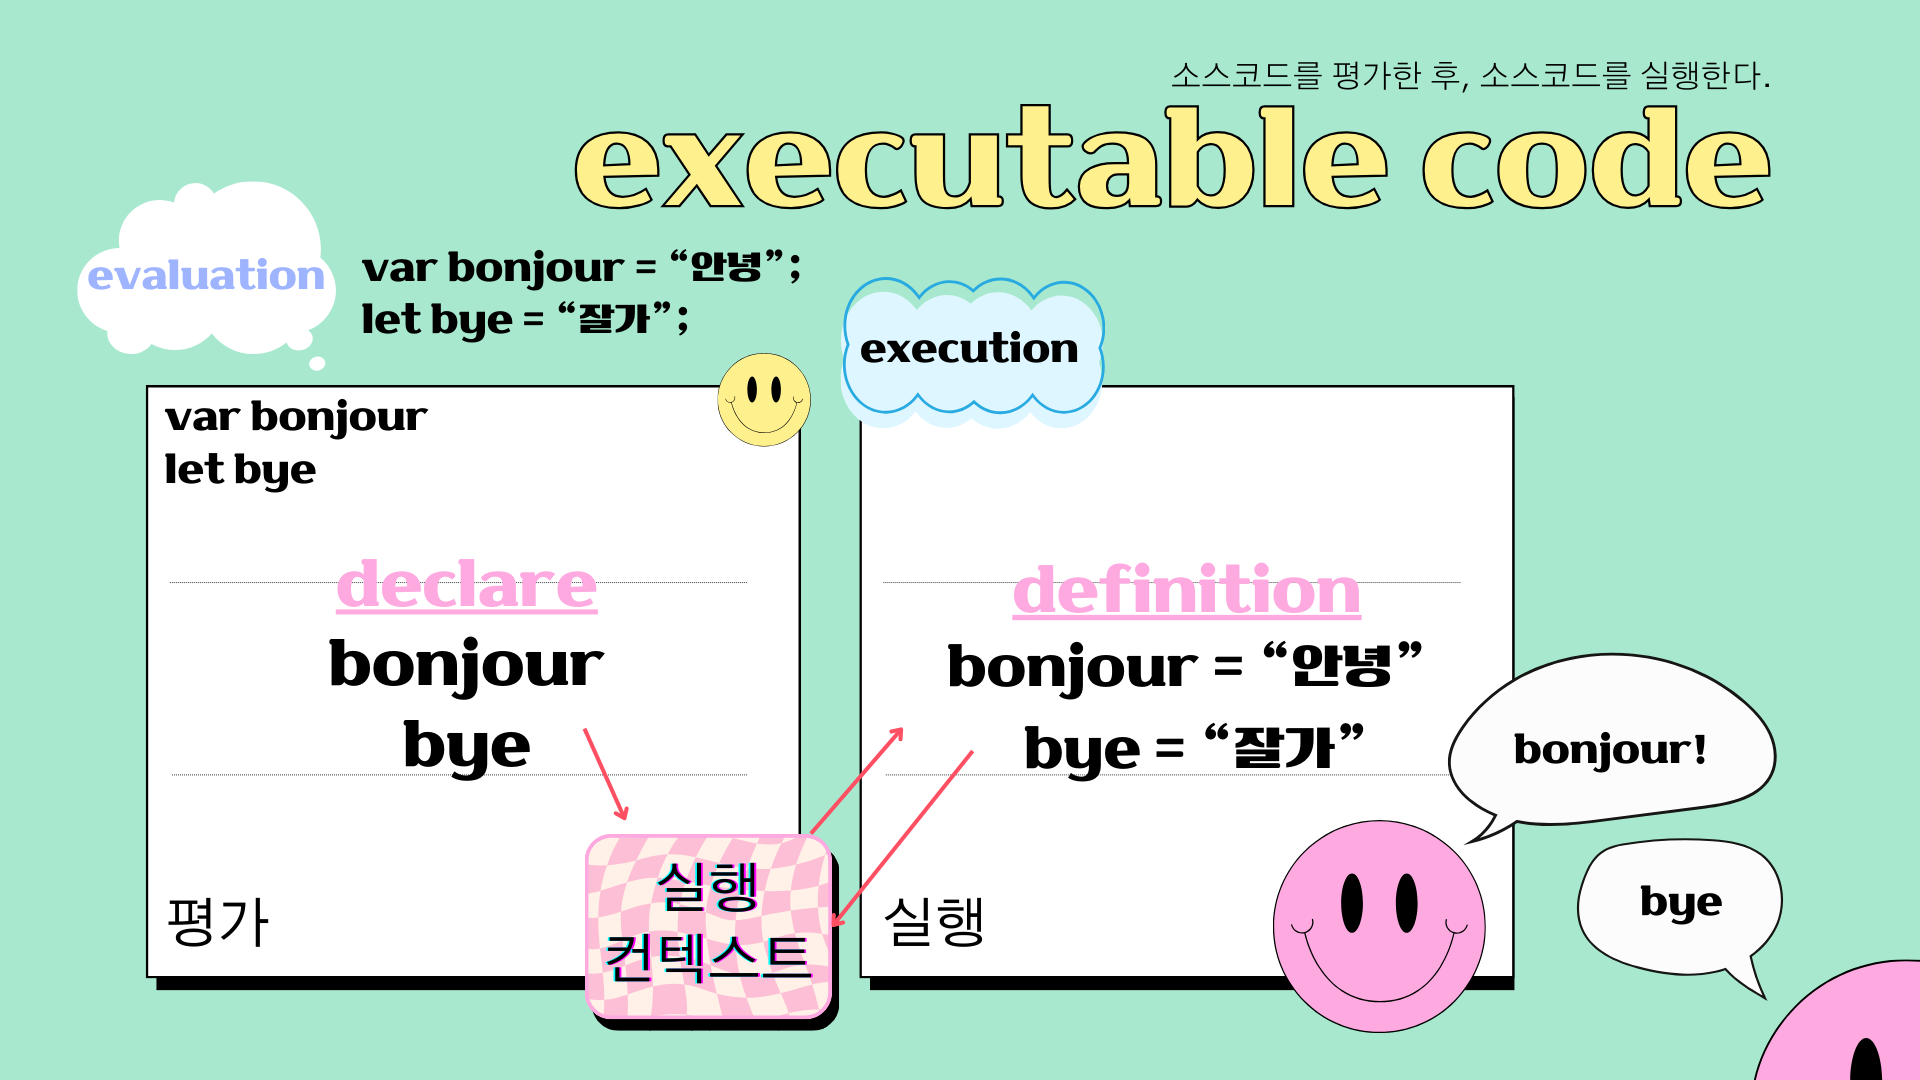 소스코드를 평가한 후, 소스코드를 실행한다.
executable code
evaluation
var bonjour = “안녕”;
let bye = “잘가”;
execution
var bonjour
let bye
declare
bonjour
bye
평가
실행
컨텍스트
definition
bonjour = “안녕”
bye = “잘가”
실행
bonjour!
bye